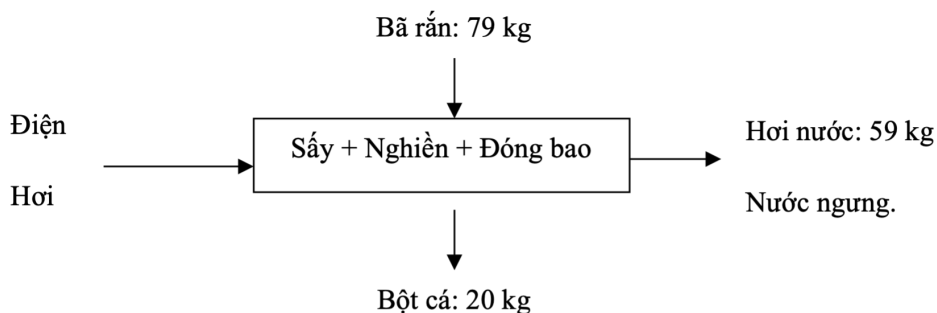 Bã rắn: 79 kg
Điện
Hơi
Sấy + Nghiền + Đóng bao
Hơi nước: 59 kg
Nước ngưng.
Bột cá: 20 kg